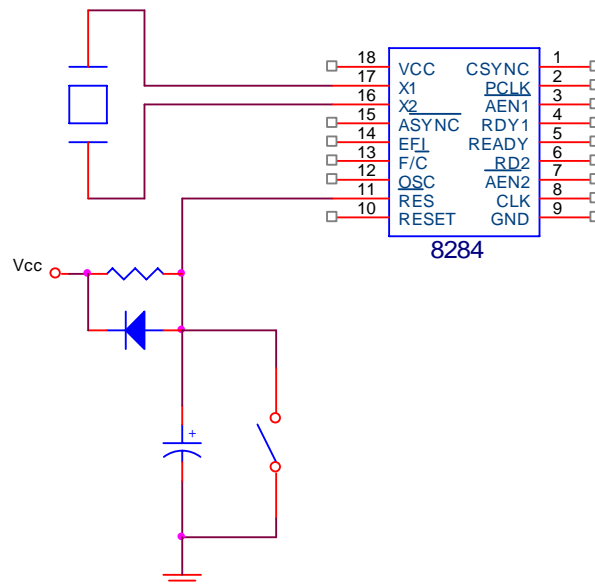 18 VCC CSYNC 1
17 X1 PCLK 2
16 X2 AEN1 3
15 ASYNC RDY1 4
14 EFI READY 5
13 F/C RD2 6
12 OSC AEN2 7
11 RES CLK 8
10 RESET GND 9
8284
Vcc
+